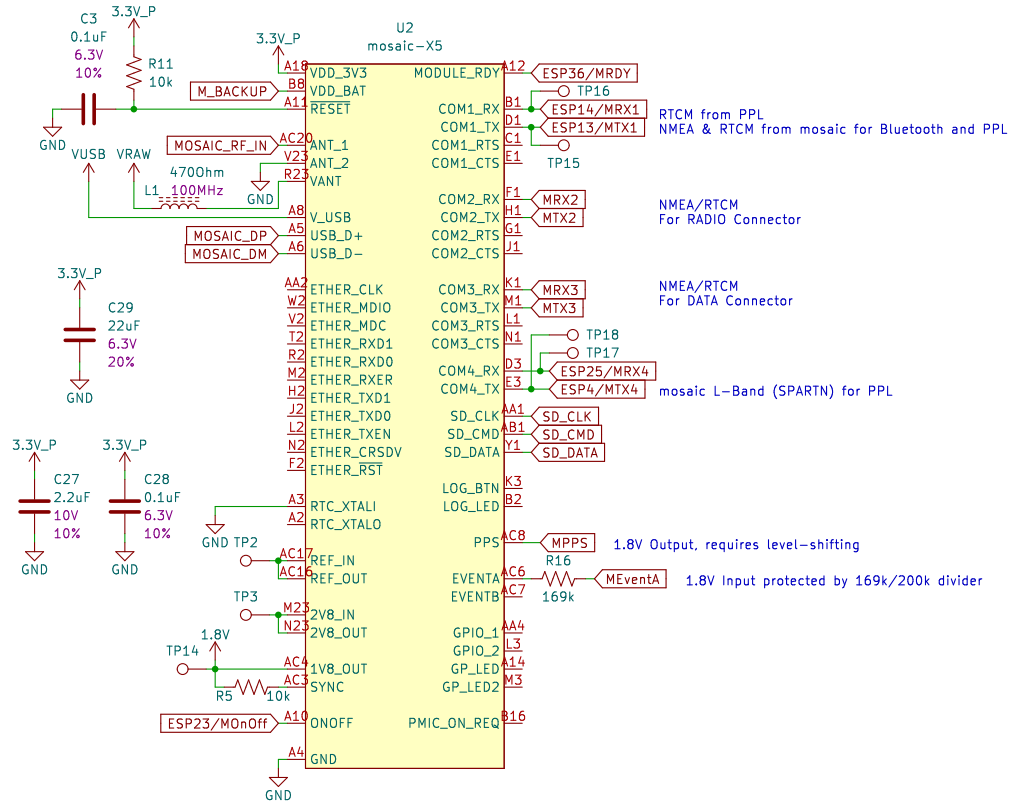 U2
mosaic-X5
3.3V_P
C3
0.1uF
6.3V
10%
R11
10k
GND
3.3V_P
A18 VDD_3V3
M_BACKUP B8 VDD_BAT
A11 RESET
MOSAIC_RF_IN AC20 ANT_1
V23 ANT_2
GND
R23 VANT
VUSB
VRAW
470Ohm
L1 100MHz
A8 V_USB
MOSAIC_DP A5 USB_D+
MOSAIC_DM A6 USB_D-
AA2 ETHER_CLK
W2 ETHER_MDIO
V2 ETHER_MDC
T2 ETHER_RXD1
R2 ETHER_RXD0
M2 ETHER_RXER
H2 ETHER_TXD1
J2 ETHER_TXD0
L2 ETHER_TXEN
N2 ETHER_CRSDV
F2 ETHER_RST
3.3V_P
C29
22uF
6.3V
20%
GND
3.3V_P
C27
2.2uF
10V
10%
GND
3.3V_P
C28
0.1uF
6.3V
10%
GND
A3 RTC_XTALI
A2 RTC_XTALO
GND
TP2
AC17 REF_IN
AC16 REF_OUT
TP3
M23 2V8_IN
N23 2V8_OUT
1.8V
TP14
AC4 1V8_OUT
R5 10k AC3 SYNC
ESP23/MOnOff A10 ONOFF
A4 GND
GND
MODULE_RDY A12 ESP36/MRDY
TP16
COM1_RX B1 ESP14/MRX1
COM1_TX D1 ESP13/MTX1
COM1_RTS C1
COM1_CTS E1
TP15
RTCM from PPL
NMEA & RTCM from mosaic for Bluetooth and PPL
COM2_RX F1 MRX2
COM2_TX H1 MTX2
COM2_RTS G1
COM2_CTS J1
NMEA/RTCM
For RADIO Connector
COM3_RX K1 MRX3
COM3_TX M1 MTX3
COM3_RTS L1
COM3_CTS N1
NMEA/RTCM
For DATA Connector
TP18
TP17
COM4_RX D3 ESP25/MRX4
COM4_TX E3 ESP4/MTX4
mosaic L-Band (SPARTN) for PPL
SD_CLK AA1 SD_CLK
SD_CMD AB1 SD_CMD
SD_DATA Y1 SD_DATA
LOG_BTN K3
LOG_LED B2
PPS AC8 MPPS
1.8V Output, requires level-shifting
R16
EVENTA AC6 MEventA
169k
1.8V Input protected by 169k/200k divider
EVENTB AC7
GPIO_1 AA4
GPIO_2 L3
GP_LED A14
GP_LED2 M3
PMIC_ON_REQ B16